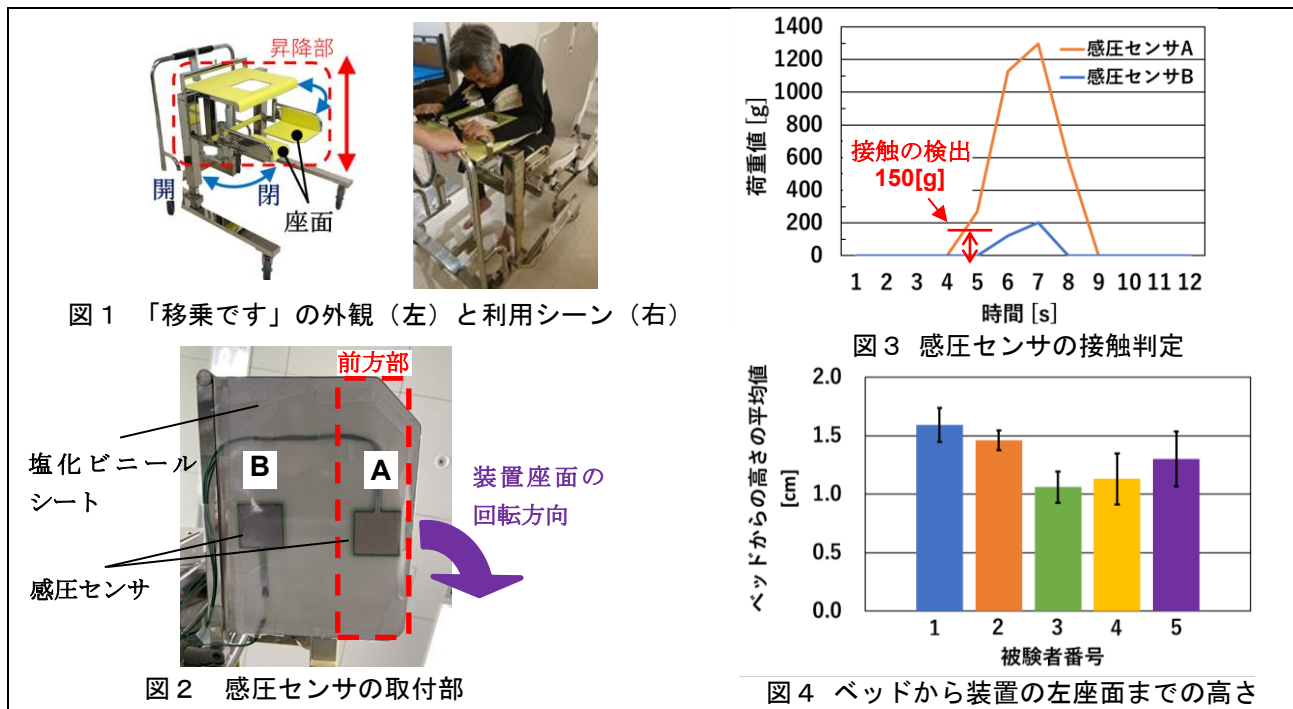 昇降部
開
閉
座面
図１　「移乗です」の外観（左）と利用シーン（右）
前方部
塩化ビニール
シート
B
A
装置座面の
回転方向
感圧センサ
図２　感圧センサの取付部
1400
1200
1000
800
600
400
200
0
荷重値 [g]
感圧センサA
感圧センサB
接触の検出
150[g]
1 2 3 4 5 6 7 8 9 10 11 12
時間 [s]
図３ 感圧センサの接触判定
2.0
1.5
1.0
0.5
0.0
ベッドからの高さの平均値
[cm]
1 2 3 4 5
被験者番号
図４ ベッドから装置の左座面までの高さ